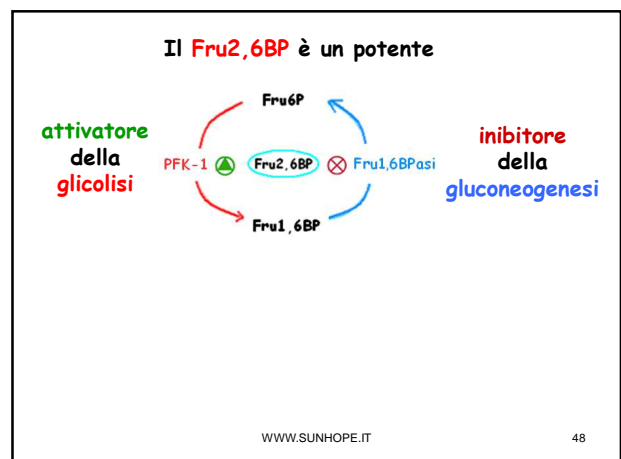 Il Fru2,6BP è un potente
Fru6P
attivatore
della
glicolisi
PFK-1
Fru2,6BP
Fru1,6BPasi
inibitore
della
gluconeogenesi
Fru1,6BP
WWW.SUNHOPE.IT
48